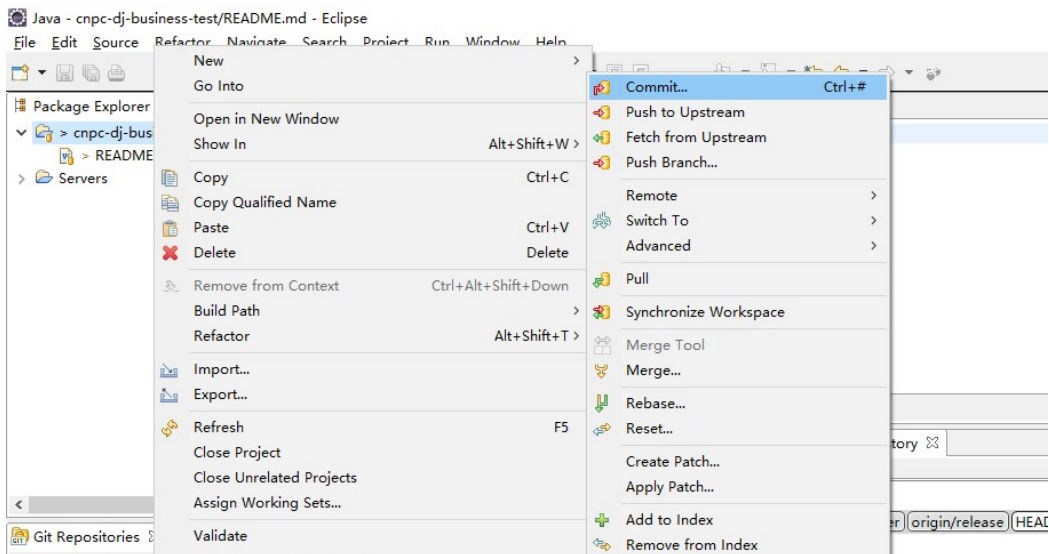 Java - cnpc-dj-business-test/README.md - Eclipse
File Edit Source Refactor Navigate Search Project Run Window Help
Package Explorer
> cnpc-dj-busi
> README
Servers
Git Repositories
New
Go Into
Open in New Window
Show In Alt+Shift+W >
Copy Ctrl+C
Copy Qualified Name
Paste Ctrl+V
Delete Delete
Remove from Context Ctrl+Alt+Shift+Down
Build Path >
Refactor Alt+Shift+T >
Import...
Export...
Refresh F5
Close Project
Close Unrelated Projects
Assign Working Sets...
Validate
Commit... Ctrl+#
Push to Upstream
Fetch from Upstream
Push Branch...
Remote >
Switch To >
Advanced >
Pull
Synchronize Workspace
Merge Tool
Merge...
Rebase...
Reset...
Create Patch...
Apply Patch...
Add to Index
Remove from Index
tory
er origin/release HEAD